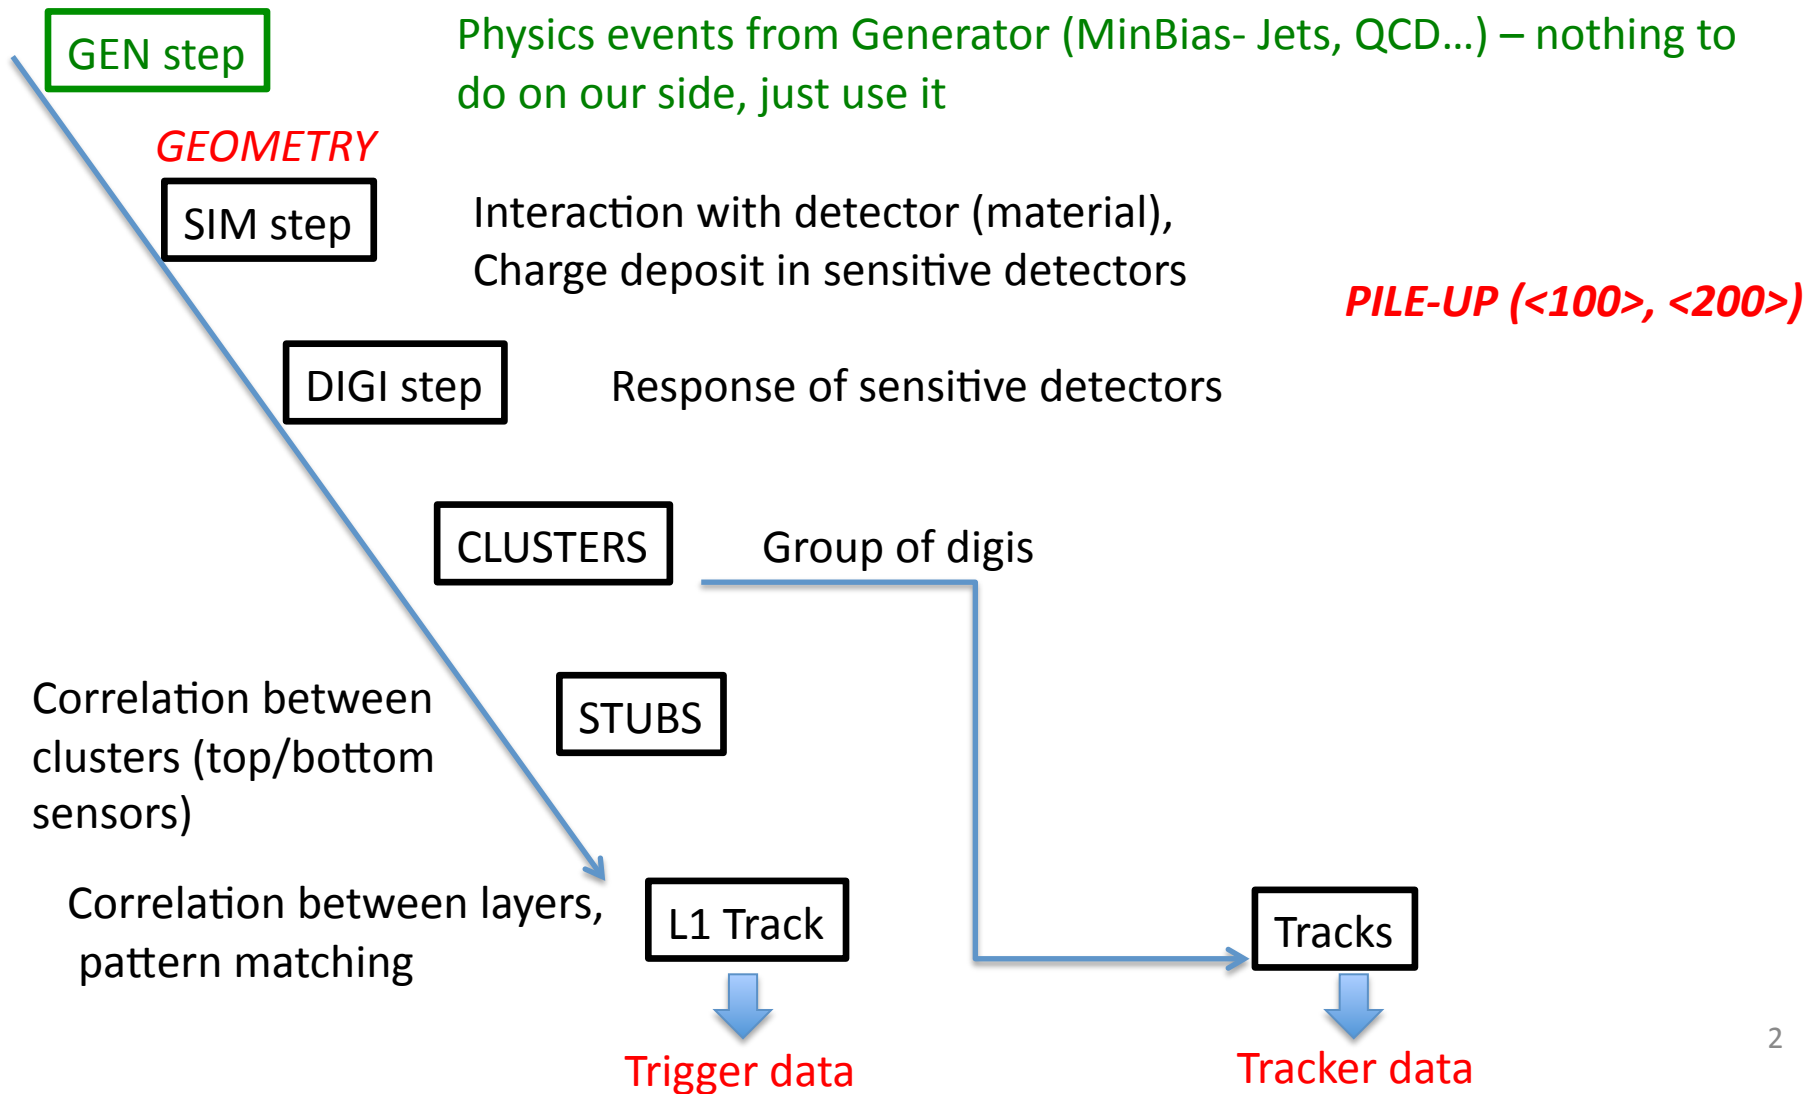 GEN step
Physics events from Generator (MinBias- Jets, QCD…) – nothing to
do on our side, just use it
GEOMETRY
SIM step
Interaction with detector (material),
Charge deposit in sensitive detectors
PILE-UP (<100>, <200>)
DIGI step
Response of sensitive detectors
CLUSTERS
Group of digis
Correlation between
clusters (top/bottom
sensors)
STUBS
Correlation between layers,
pattern matching
L1 Track
Tracks
Trigger data
Tracker data
2